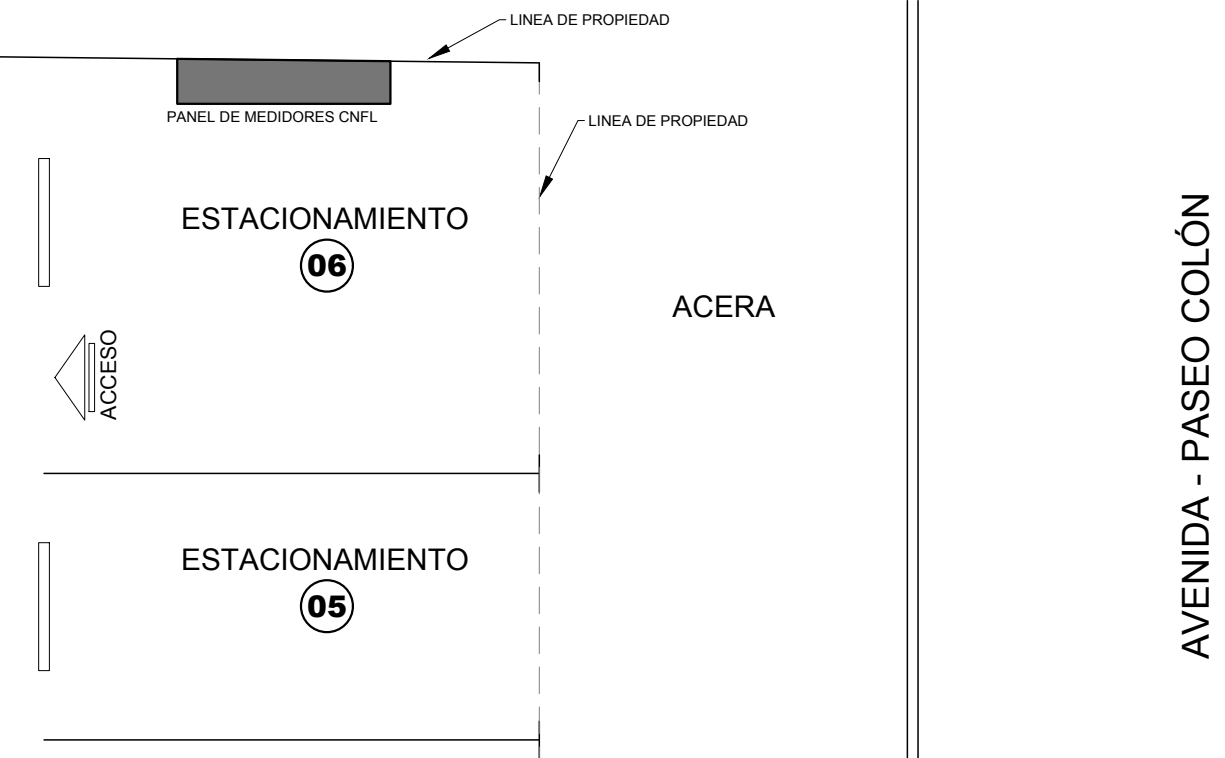 LINEA DE PROPIEDAD
PANEL DE MEDIDORES CNFL
LINEA DE PROPIEDAD
ESTACIONAMIENTO
06
ACERA
ACCESO
ESTACIONAMIENTO
05
AVENIDA - PASEO COLÓN